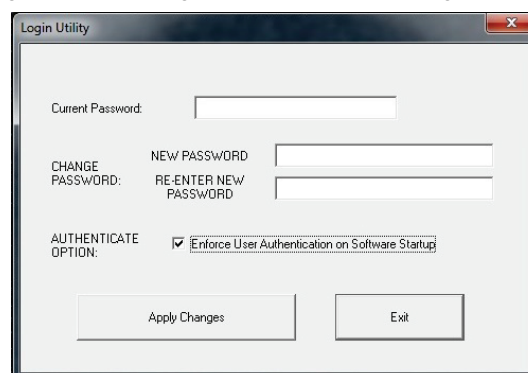 Login Utility
Current Password:
NEW PASSWORD
CHANGE
PASSWORD:
RE-ENTER NEW
PASSWORD
AUTHENTICATE
OPTION:
Enforce User Authentication on Software Startup
Apply Changes
Exit